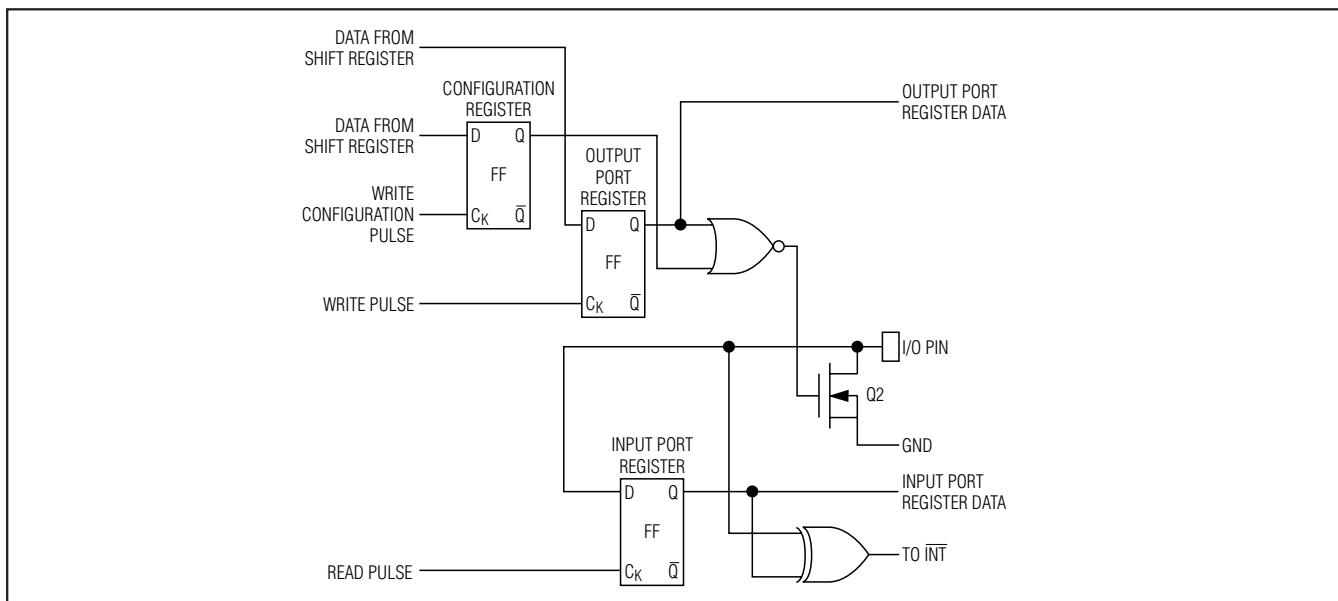 DATA FROM
SHIFT REGISTER
CONFIGURATION
REGISTER
DATA FROM
SHIFT REGISTER
D Q
FF
CK Q̅
WRITE
CONFIGURATION
PULSE
OUTPUT
PORT
REGISTER
D Q
FF
CK Q̅
WRITE PULSE
OUTPUT PORT
REGISTER DATA
I/O PIN
Q2
GND
INPUT PORT
REGISTER
D Q
FF
CK Q̅
READ PULSE
INPUT PORT
REGISTER DATA
TO I̅N̅T̅